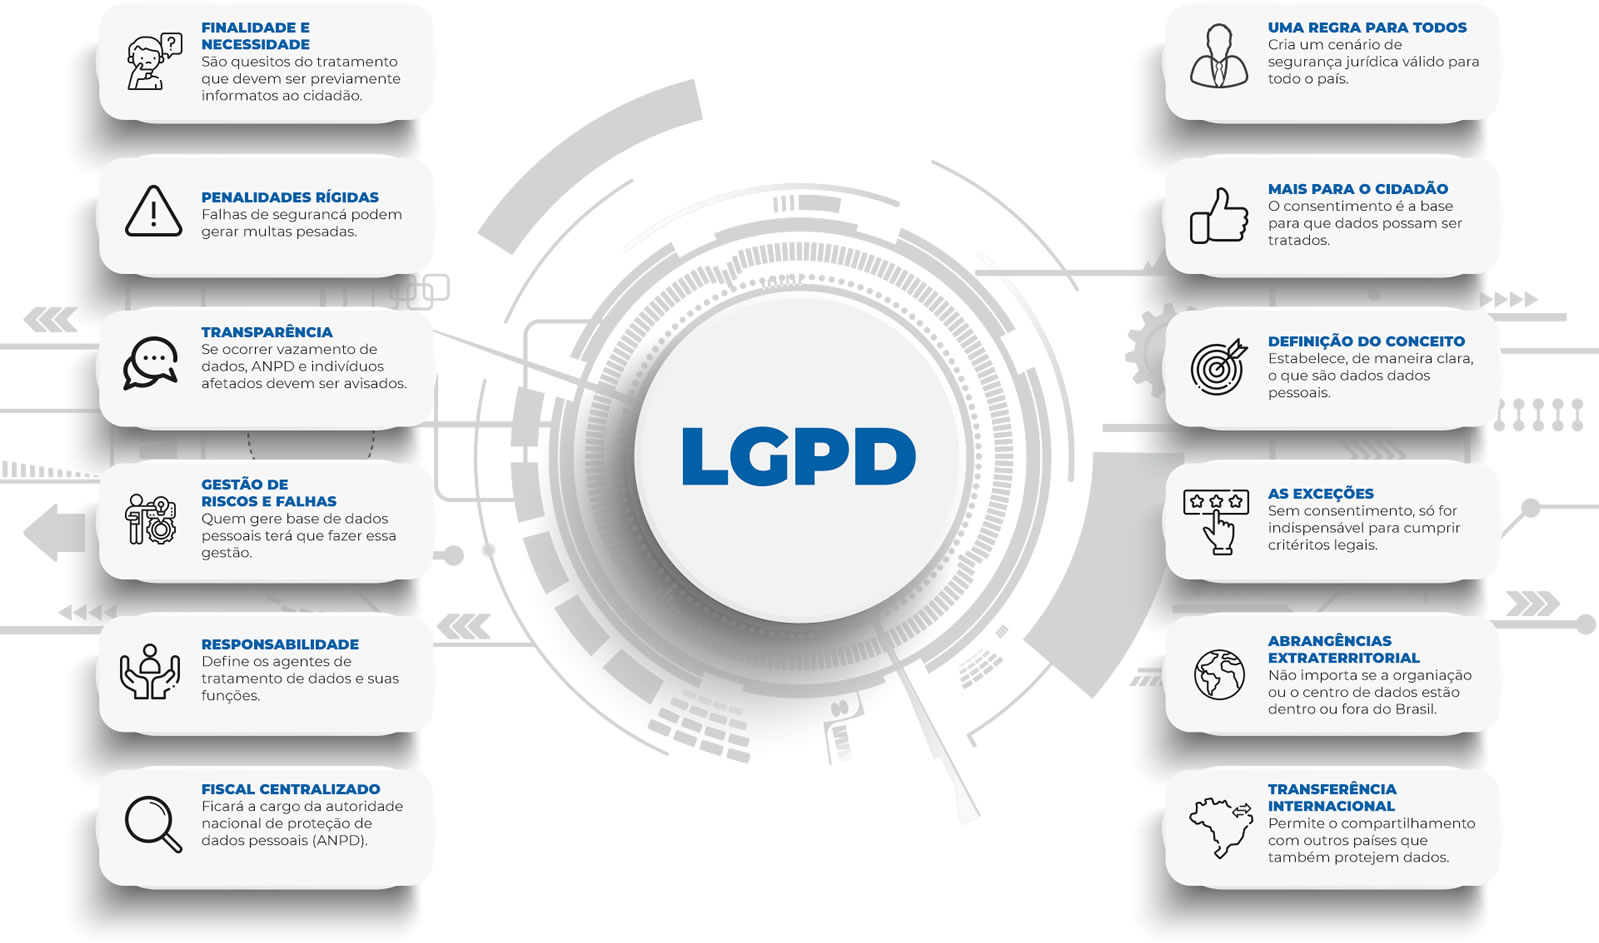 FINALIDADE E
NECESSIDADE
São quesitos do tratamento
que devem ser previamente
informatos ao cidadão.
PENALIDADES RÍGIDAS
Falhas de segurancá podem
gerar multas pesadas.
TRANSPARÊNCIA
Se ocorrer vazamento de
dados, ANPD e indivíduos
afetados devem ser avisados.
GESTÃO DE
RISCOS E FALHAS
Quem gere base de dados
pessoais terá que fazer essa
gestão.
RESPONSABILIDADE
Define os agentes de
tratamento de dados e suas
funções.
FISCAL CENTRALIZADO
Ficará a cargo da autoridade
nacional de proteção de
dados pessoais (ANPD).
LGPD
UMA REGRA PARA TODOS
Cria um cenário de
segurança jurídica válido para
todo o país.
MAIS PARA O CIDADÃO
O consentimento é a base
para que dados possam ser
tratados.
DEFINIÇÃO DO CONCEITO
Estabelece, de maneira clara,
o que são dados dados
pessoais.
AS EXCEÇÕES
Sem consentimento, só for
indispensável para cumprir
critéritos legais.
ABRANGÊNCIAS
EXTRATERRITORIAL
Não importa se a organiação
ou o centro de dados estão
dentro ou fora do Brasil.
TRANSFERÊNCIA
INTERNACIONAL
Permite o compartilhamento
com outros países que
também protejem dados.